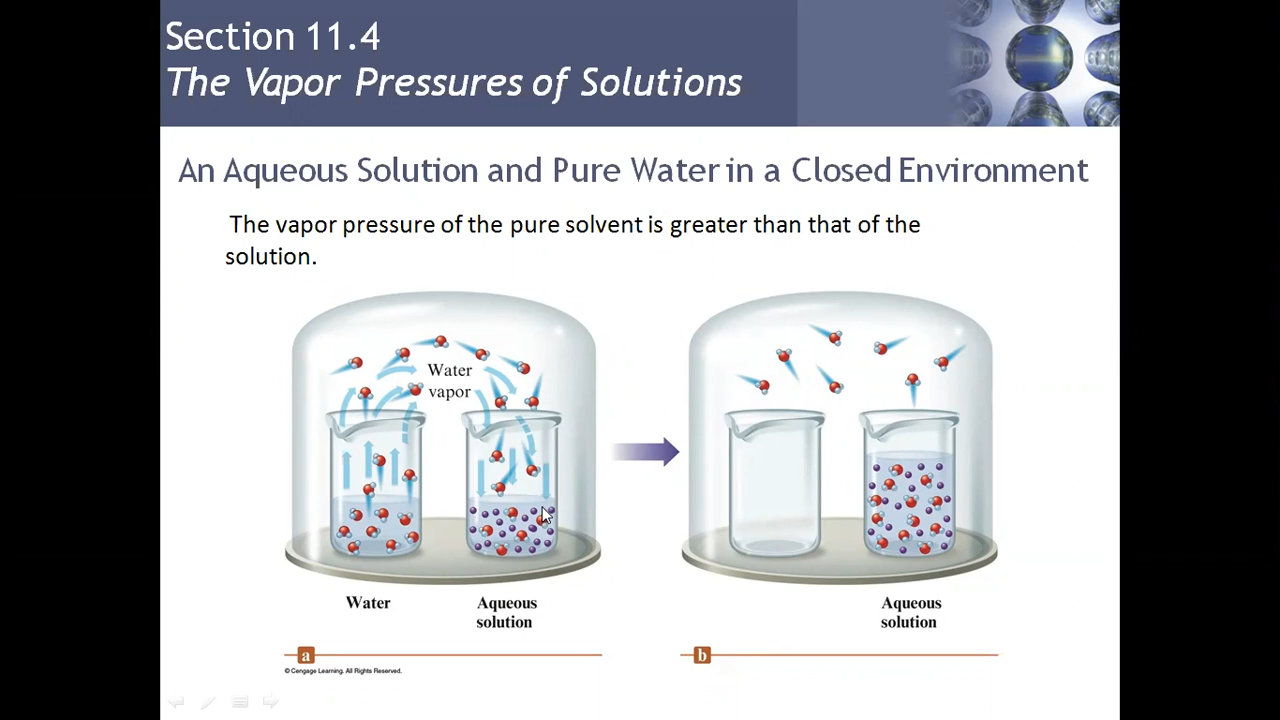 Section 11.4
The Vapor Pressures of Solutions
An Aqueous Solution and Pure Water in a Closed Environment
The vapor pressure of the pure solvent is greater than that of the
solution.
Water
vapor
Water
Aqueous
solution
Aqueous
solution
a
b
© Cengage Learning. All Rights Reserved.